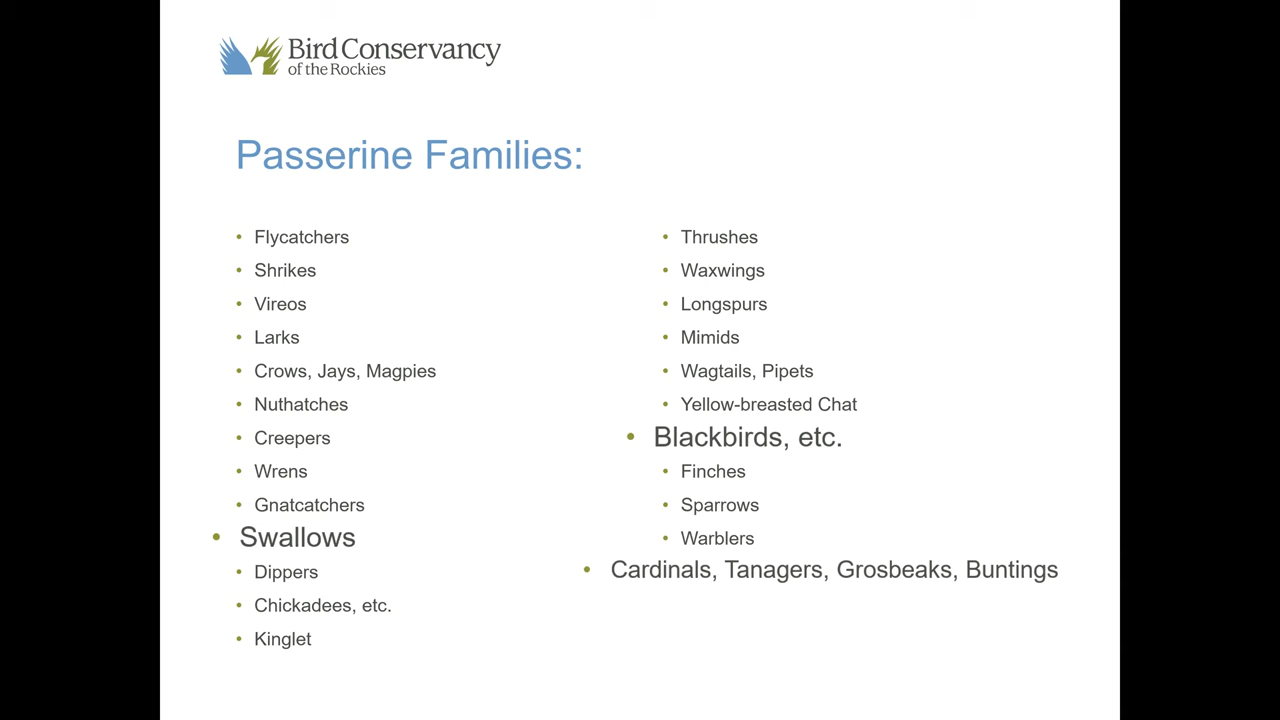 Bird Conservancy
of the Rockies
Passerine Families:
• Flycatchers
• Shrikes
• Vireos
• Larks
• Crows, Jays, Magpies
• Nuthatches
• Creepers
• Wrens
• Gnatcatchers
• Swallows
• Dippers
• Chickadees, etc.
• Kinglet
• Thrushes
• Waxwings
• Longspurs
• Mimids
• Wagtails, Pipets
• Yellow-breasted Chat
• Blackbirds, etc.
• Finches
• Sparrows
• Warblers
• Cardinals, Tanagers, Grosbeaks, Buntings